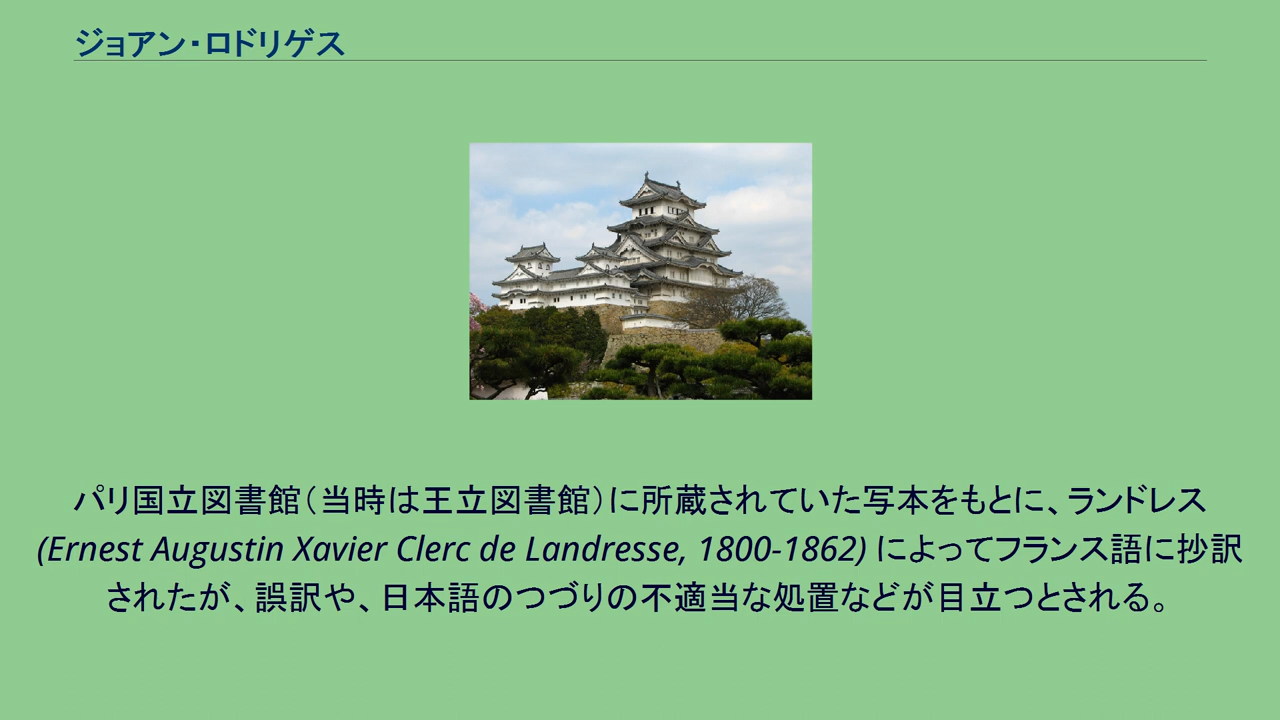 ジョアン・ロドリゲス
パリ国立図書館（当時は王立図書館）に所蔵されていた写本をもとに、ランドレス
(Ernest Augustin Xavier Clerc de Landresse, 1800-1862) によってフランス語に抄訳
されたが、誤訳や、日本語のつづりの不適当な処置などが目立つとされる。